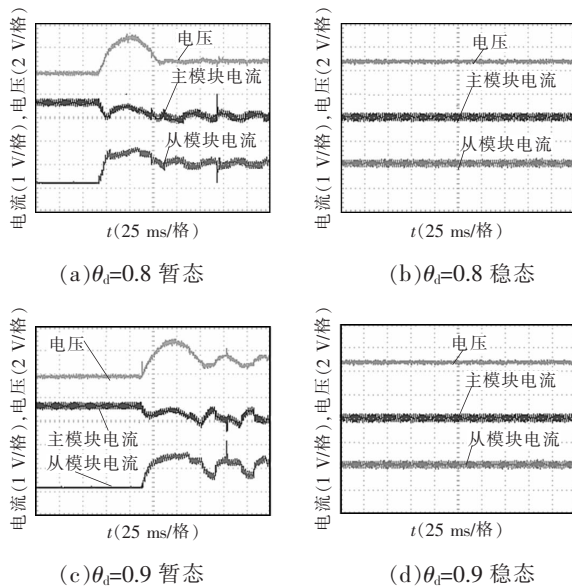 电流(1 V/格),电压(2 V/格)
电压
主模块电流
从模块电流
t(25 ms/格)
(a)θd=0.8 暂态
电流(1 V/格),电压(2 V/格)
电压
主模块电流
从模块电流
t(25 ms/格)
(b)θd=0.8 稳态
电流(1 V/格),电压(2 V/格)
电压
主模块电流
从模块电流
t(25 ms/格)
(c)θd=0.9 暂态
电流(1 V/格),电压(2 V/格)
电压
主模块电流
从模块电流
t(25 ms/格)
(d)θd=0.9 稳态